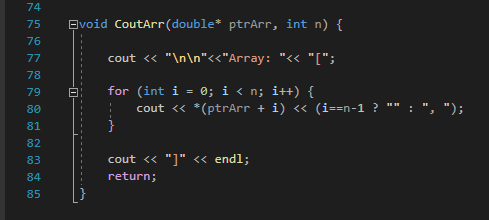 74
75 void CoutArr(double* ptrArr, int n) {
76
77 cout << "\n\n"<<"Array: "<< "[";
78
79 for (int i = 0; i < n; i++) {
80 cout << *(ptrArr + i) << (i==n-1 ? "" : ", ");
81 }
82
83 cout << "]" << endl;
84 return;
85 }